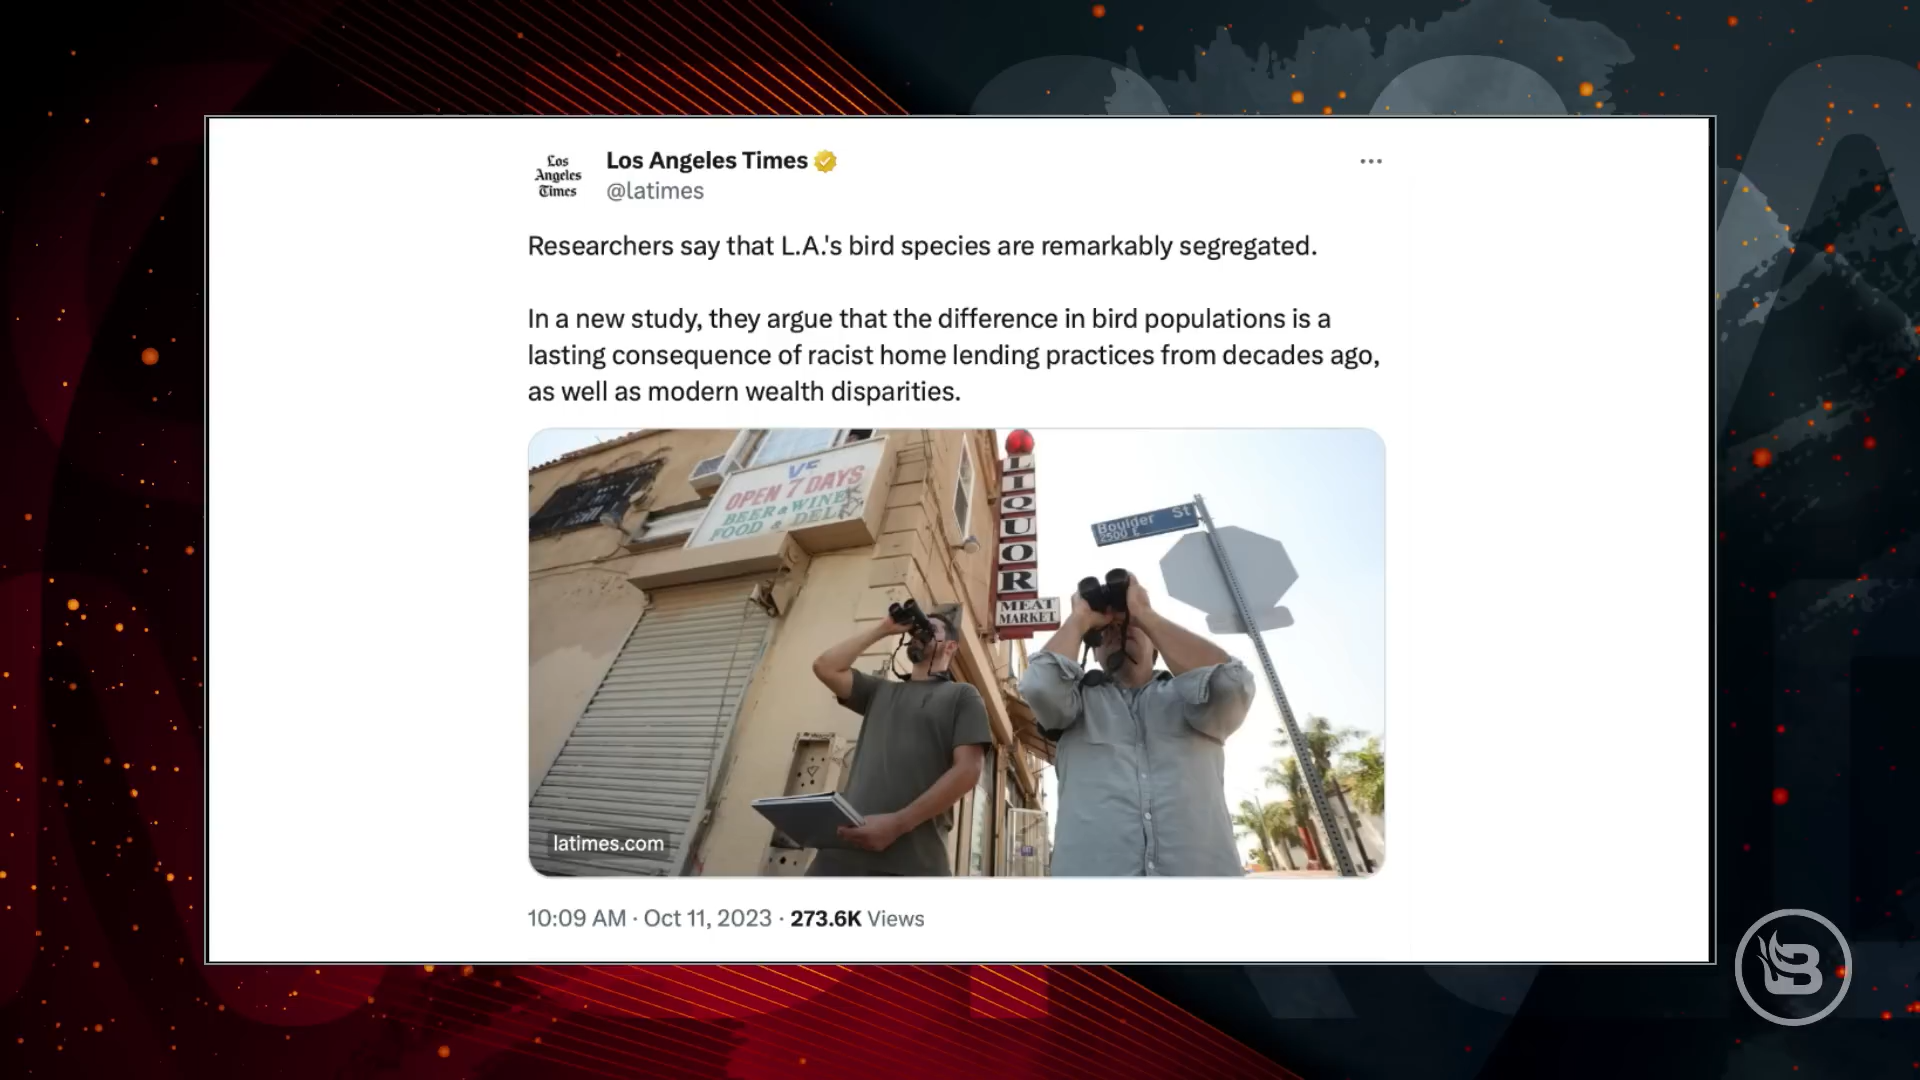 Los
Angeles
Times
Los Angeles Times
@latimes
Researchers say that L.A.'s bird species are remarkably segregated.
In a new study, they argue that the difference in bird populations is a
lasting consequence of racist home lending practices from decades ago,
as well as modern wealth disparities.
OPEN 7 DAYS
BEER & WINE
FOOD & DELI
LIQUOR
MEAT
MARKET
Boulder St
2500 E
latimes.com
10:09 AM · Oct 11, 2023 · 273.6K Views
B